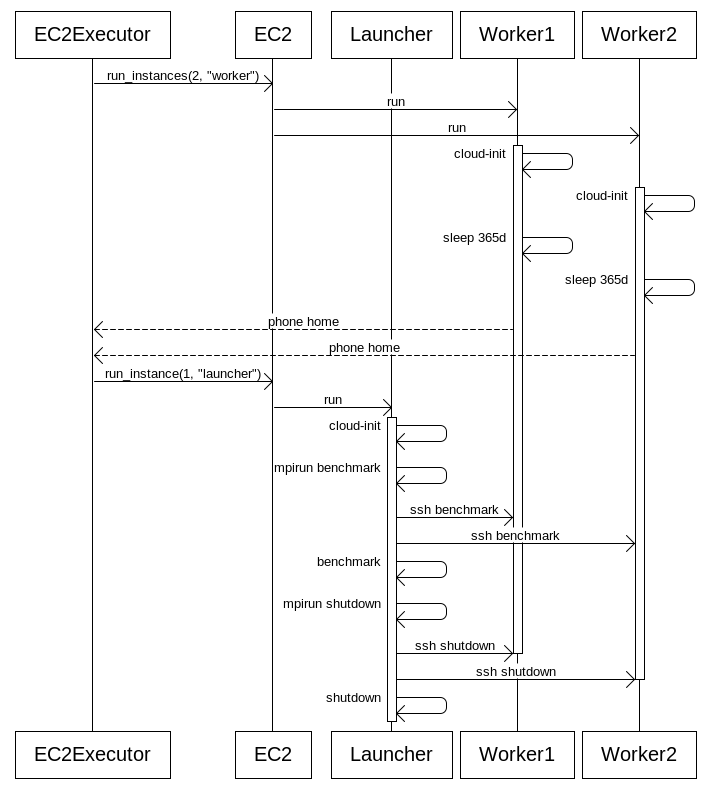 EC2Executor
EC2
Launcher
Worker1
Worker2
run_instances(2, "worker")
run
run
cloud-init
cloud-init
sleep 365d
sleep 365d
phone home
phone home
run_instance(1, "launcher")
run
cloud-init
mpirun benchmark
ssh benchmark
ssh benchmark
benchmark
mpirun shutdown
ssh shutdown
ssh shutdown
shutdown
EC2Executor
EC2
Launcher
Worker1
Worker2